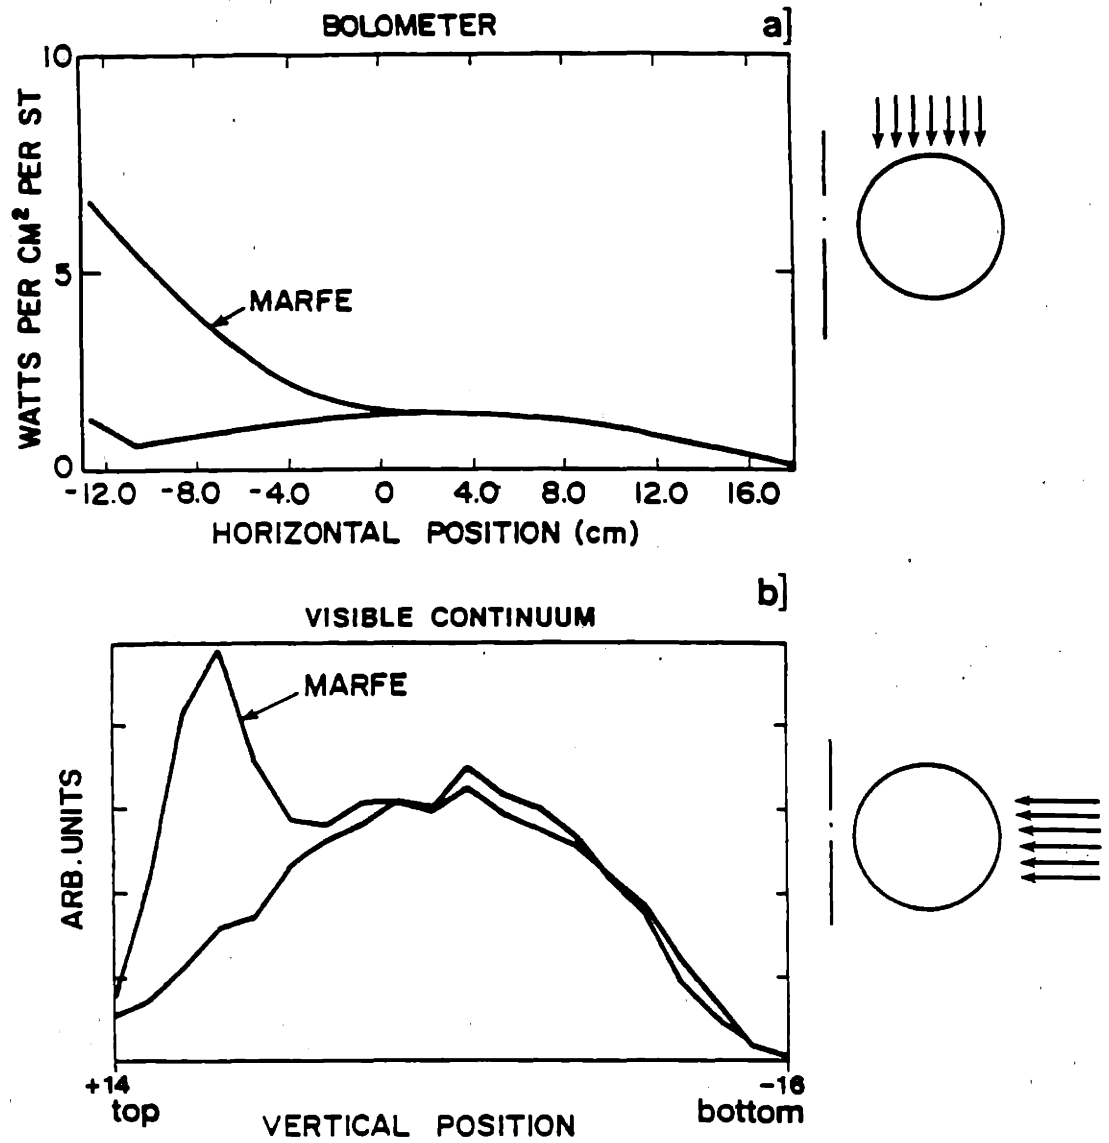 BOLOMETER
a]
10
5
0
WATTS PER CM² PER ST
MARFE
-12.0 -8.0 -4.0 0 4.0 8.0 12.0 16.0
HORIZONTAL POSITION (cm)
b]
VISIBLE CONTINUUM
MARFE
ARB. UNITS
+14 -16
top bottom
VERTICAL POSITION